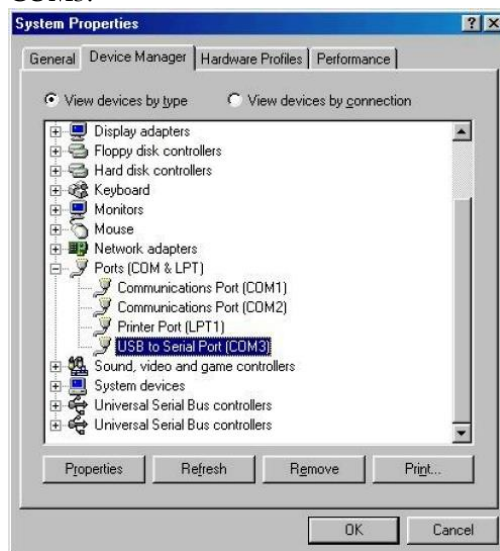 COM3.
System Properties
General Device Manager Hardware Profiles Performance
View devices by type View devices by connection
Display adapters
Floppy disk controllers
Hard disk controllers
Keyboard
Monitors
Mouse
Network adapters
Ports (COM & LPT)
Communications Port (COM1)
Communications Port (COM2)
Printer Port (LPT1)
USB to Serial Port (COM3)
Sound, video and game controllers
System devices
Universal Serial Bus controllers
Universal Serial Bus controllers
Properties Refresh Remove Print...
OK Cancel